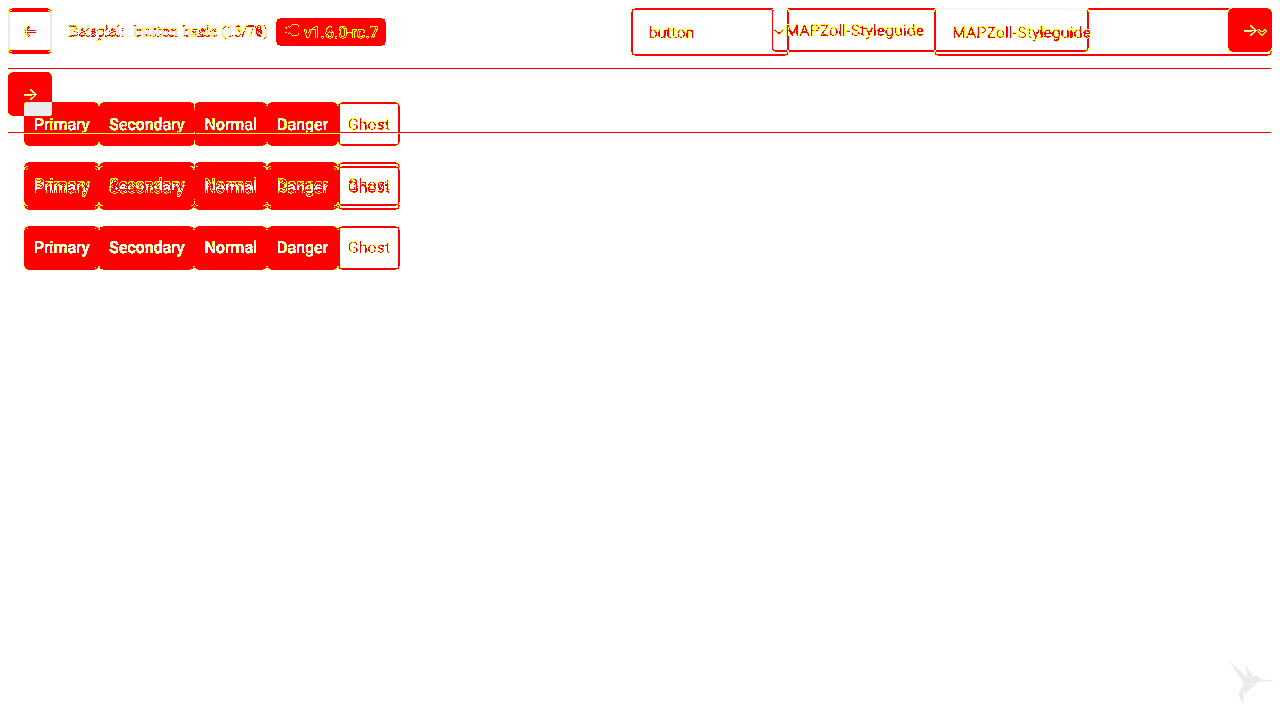 Beispiel: button-basic (13/78) v1.6.0-rc.7 button MAPZoll-Styleguide MAPZoll-Styleguide
Primary Secondary Normal Danger Ghost
Primary Secondary Normal Danger Ghost
Primary Secondary Normal Danger Ghost